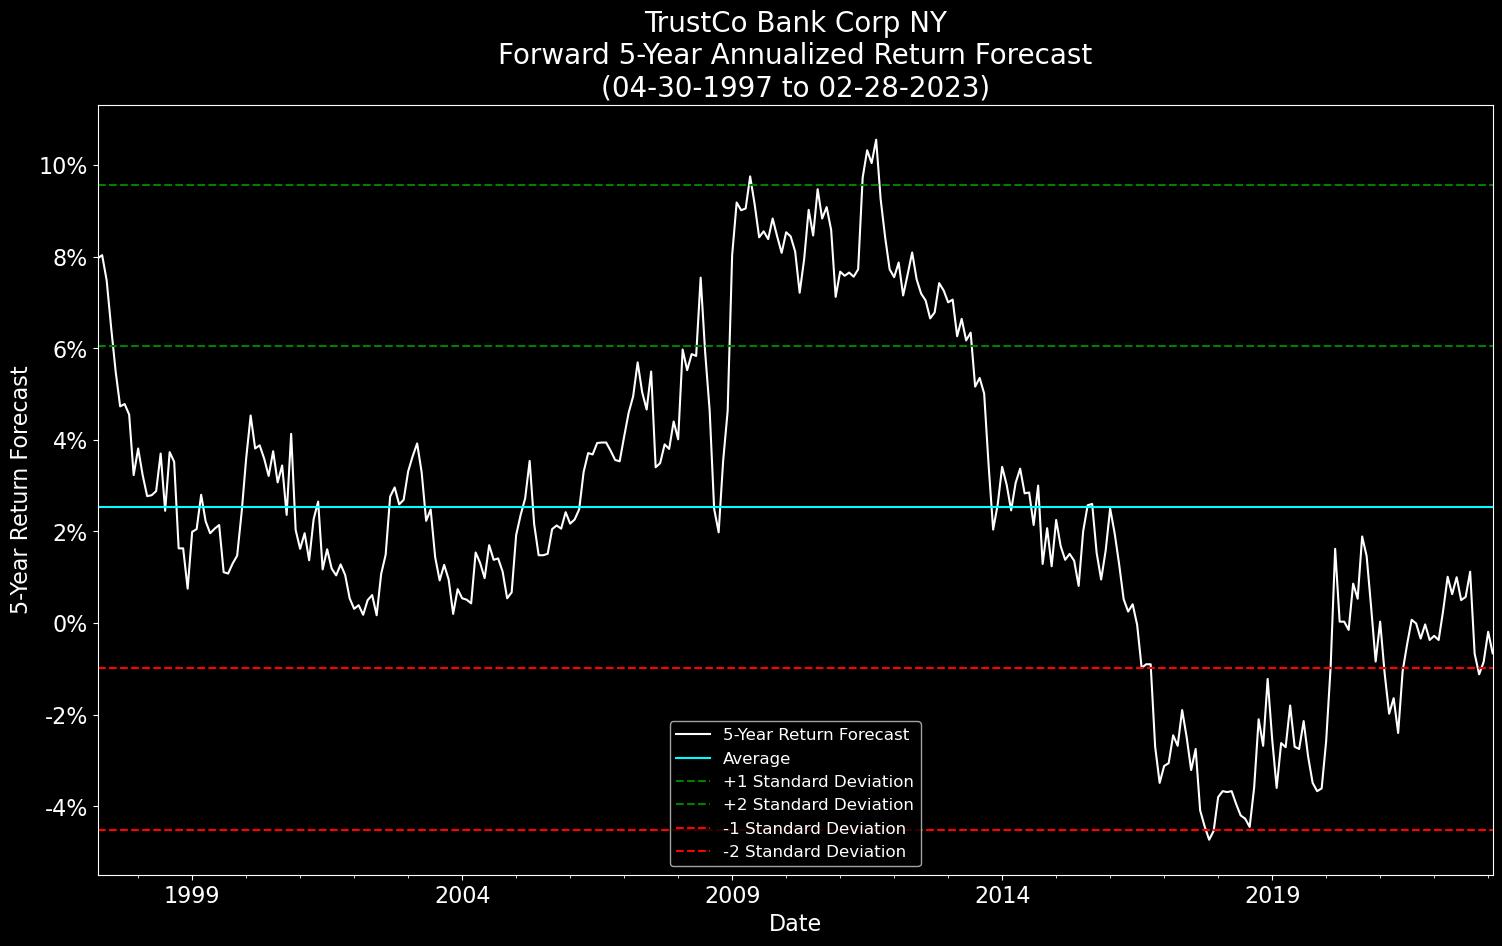 TrustCo Bank Corp NY
Forward 5-Year Annualized Return Forecast
(04-30-1997 to 02-28-2023)
10%
8%
6%
4%
2%
0%
-2%
-4%
5-Year Return Forecast
5-Year Return Forecast
Average
+1 Standard Deviation
+2 Standard Deviation
-1 Standard Deviation
-2 Standard Deviation
1999
2004
2009
2014
2019
Date